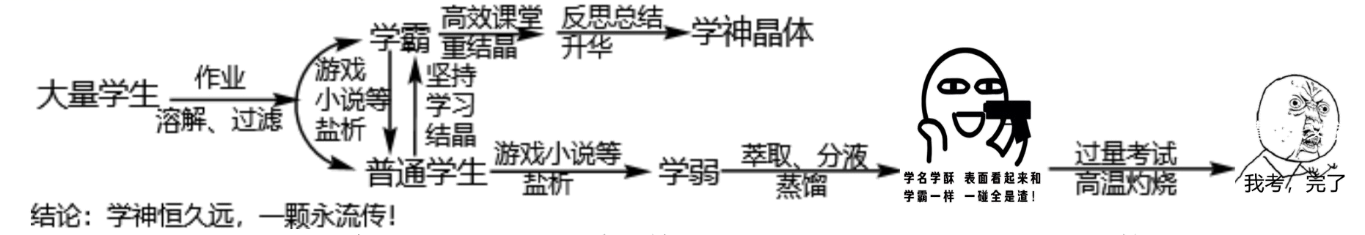 大量学生
作业
溶解、过滤
学霸
高效课堂
重结晶
反思总结
升华
学神晶体
游戏
小说等
盐析
坚持
学习
结晶
普通学生
游戏小说等
盐析
学弱
萃取、分液
蒸馏
学名学酥 表面看起来和
学霸一样 一碰全是渣！
过量考试
高温灼烧
我考，完了
结论：学神恒久远，一颗永流传！